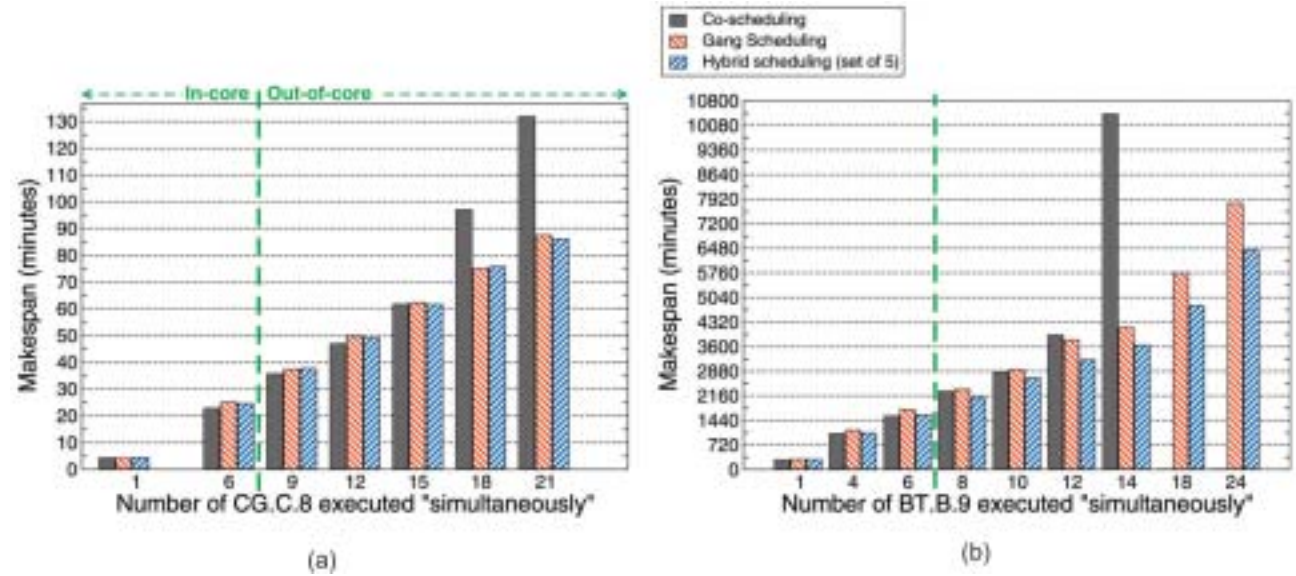 Co-scheduling
Gang Scheduling
Hybrid scheduling (set of 5)
In-core
Out-of-core
Makespan (minutes)
130
120
110
100
90
80
70
60
50
40
30
20
10
0
1 6 9 12 15 18 21
Number of CG.C.8 executed "simultaneously"
(a)
Makespan (minutes)
10800
10080
9360
8640
7920
7200
6480
5760
5040
4320
3600
2880
2160
1440
720
0
1 4 6 8 10 12 14 18 24
Number of BT.B.9 executed "simultaneously"
(b)